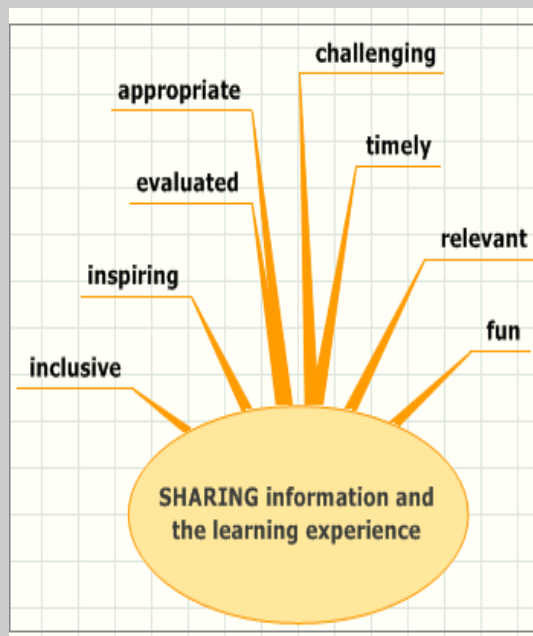 challenging
appropriate
timely
evaluated
relevant
inspiring
fun
inclusive
SHARING information and
the learning experience